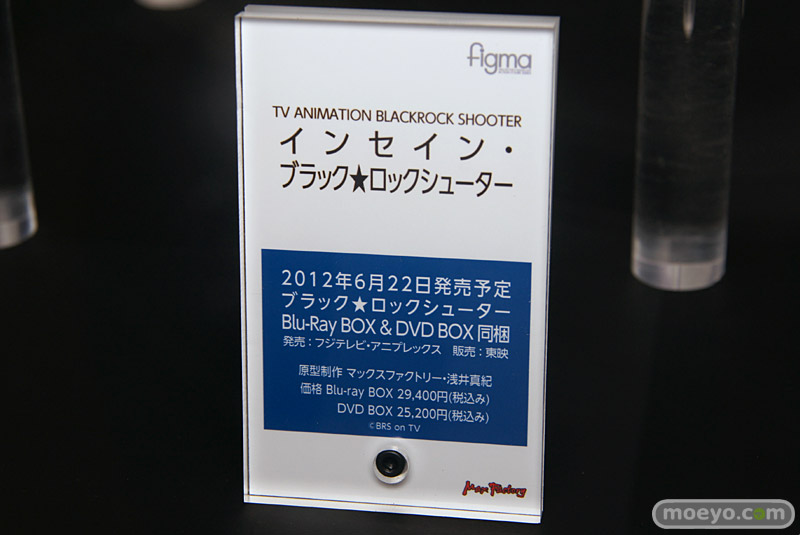 figma
TV ANIMATION BLACKROCK SHOOTER
インセイン・
ブラック★ロックシューター
2012年6月22日発売予定
ブラック★ロックシューター
Blu-Ray BOX & DVD BOX 同梱
発売：フジテレビ・アニプレックス　販売：東映
原型制作 マックスファクトリー・浅井真紀
価格 Blu-ray BOX 29,400円(税込み)
DVD BOX 25,200円(税込み)
©BRS on TV
Max Factory
moeyo.com